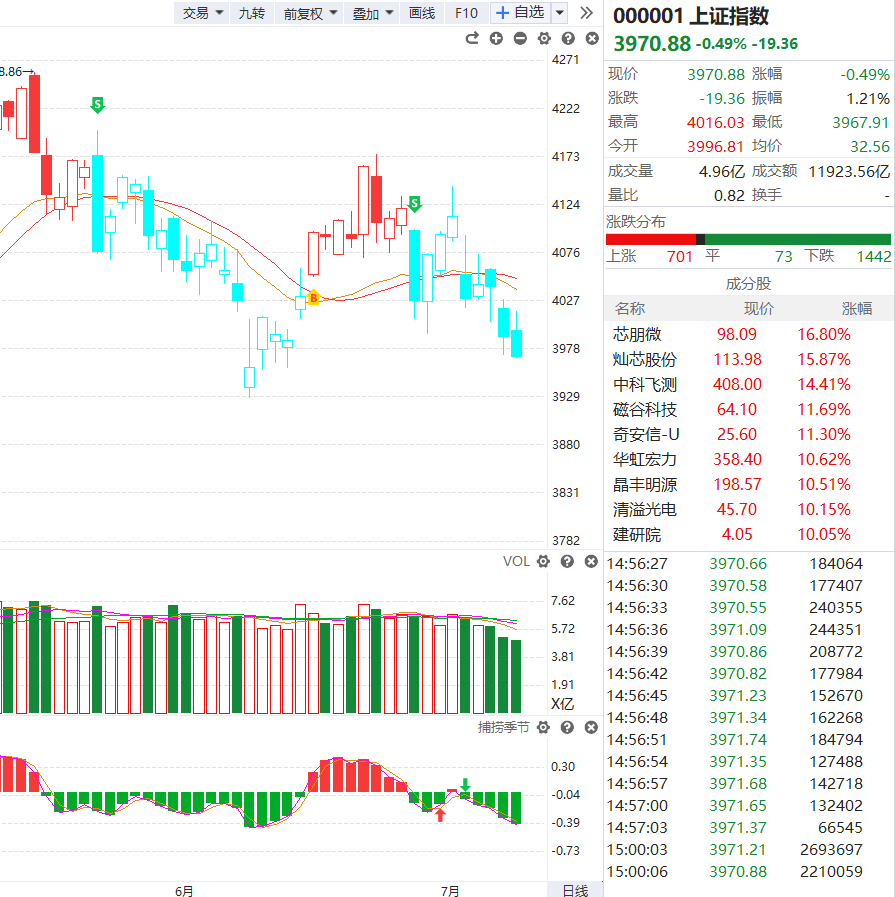 交易 九转 前复权 叠加 画线 F10 +自选
8.86→
4271
S
4222
4173
4124
S
4076
4027
B
3978
3929
3880
3831
3782
VOL
7.62
5.72
3.81
1.91
X亿
捕捞季节
0.30
-0.04
-0.39
-0.73
6月 7月 日线
000001 上证指数
3970.88 -0.49% -19.36
现价 3970.88 涨幅 -0.49%
涨跌 -19.36 振幅 1.21%
最高 4016.03 最低 3967.91
今开 3996.81 均价 32.56
成交量 4.96亿 成交额 11923.56亿
量比 0.82 换手 -
涨跌分布
上涨 701 平 73 下跌 1442
成分股
名称 现价 涨幅
芯朋微 98.09 16.80%
灿芯股份 113.98 15.87%
中科飞测 408.00 14.41%
磁谷科技 64.10 11.69%
奇安信-U 25.60 11.30%
华虹宏力 358.40 10.62%
晶丰明源 198.57 10.51%
清溢光电 45.70 10.15%
建研院 4.05 10.05%
14:56:27 3970.66 184064
14:56:30 3970.58 177407
14:56:33 3970.55 240355
14:56:36 3971.09 244351
14:56:39 3970.86 208772
14:56:42 3970.82 177984
14:56:45 3971.23 152670
14:56:48 3971.34 162268
14:56:51 3971.74 184794
14:56:54 3971.35 127488
14:56:57 3971.68 142718
14:57:00 3971.65 132402
14:57:03 3971.37 66545
15:00:03 3971.21 2693697
15:00:06 3970.88 2210059